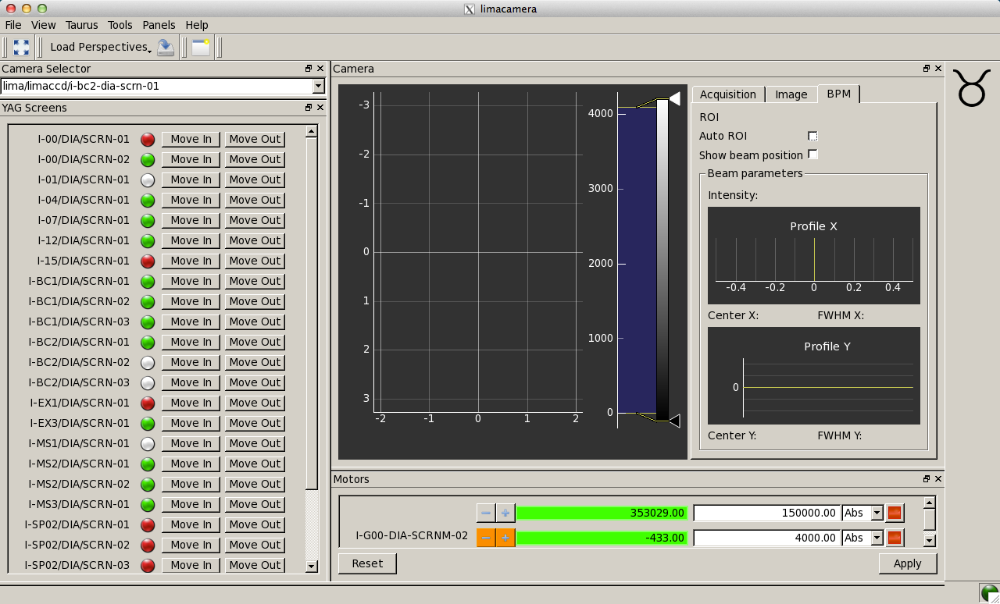 limacamera
File View Taurus Tools Panels Help
Load Perspectives
Camera Selector
lima/limaccd/i-bc2-dia-scrn-01
YAG Screens
I-00/DIA/SCRN-01 Move In Move Out
I-00/DIA/SCRN-02 Move In Move Out
I-01/DIA/SCRN-01 Move In Move Out
I-04/DIA/SCRN-01 Move In Move Out
I-07/DIA/SCRN-01 Move In Move Out
I-12/DIA/SCRN-01 Move In Move Out
I-15/DIA/SCRN-01 Move In Move Out
I-BC1/DIA/SCRN-01 Move In Move Out
I-BC1/DIA/SCRN-02 Move In Move Out
I-BC1/DIA/SCRN-03 Move In Move Out
I-BC2/DIA/SCRN-01 Move In Move Out
I-BC2/DIA/SCRN-02 Move In Move Out
I-BC2/DIA/SCRN-03 Move In Move Out
I-EX1/DIA/SCRN-01 Move In Move Out
I-EX3/DIA/SCRN-01 Move In Move Out
I-MS1/DIA/SCRN-01 Move In Move Out
I-MS2/DIA/SCRN-01 Move In Move Out
I-MS2/DIA/SCRN-02 Move In Move Out
I-MS3/DIA/SCRN-01 Move In Move Out
I-SP02/DIA/SCRN-01 Move In Move Out
I-SP02/DIA/SCRN-02 Move In Move Out
I-SP02/DIA/SCRN-03 Move In Move Out
Camera
-3
-2
-1
0
1
2
3
-2 -1 0 1 2
4000
3000
2000
1000
0
Acquisition Image BPM
ROI
Auto ROI
Show beam position
Beam parameters
Intensity:
Profile X
-0.4 -0.2 0 0.2 0.4
Center X: FWHM X:
Profile Y
0
Center Y: FWHM Y:
Motors
353029.00 150000.00 Abs
I-G00-DIA-SCRNM-02 -433.00 4000.00 Abs
Reset Apply